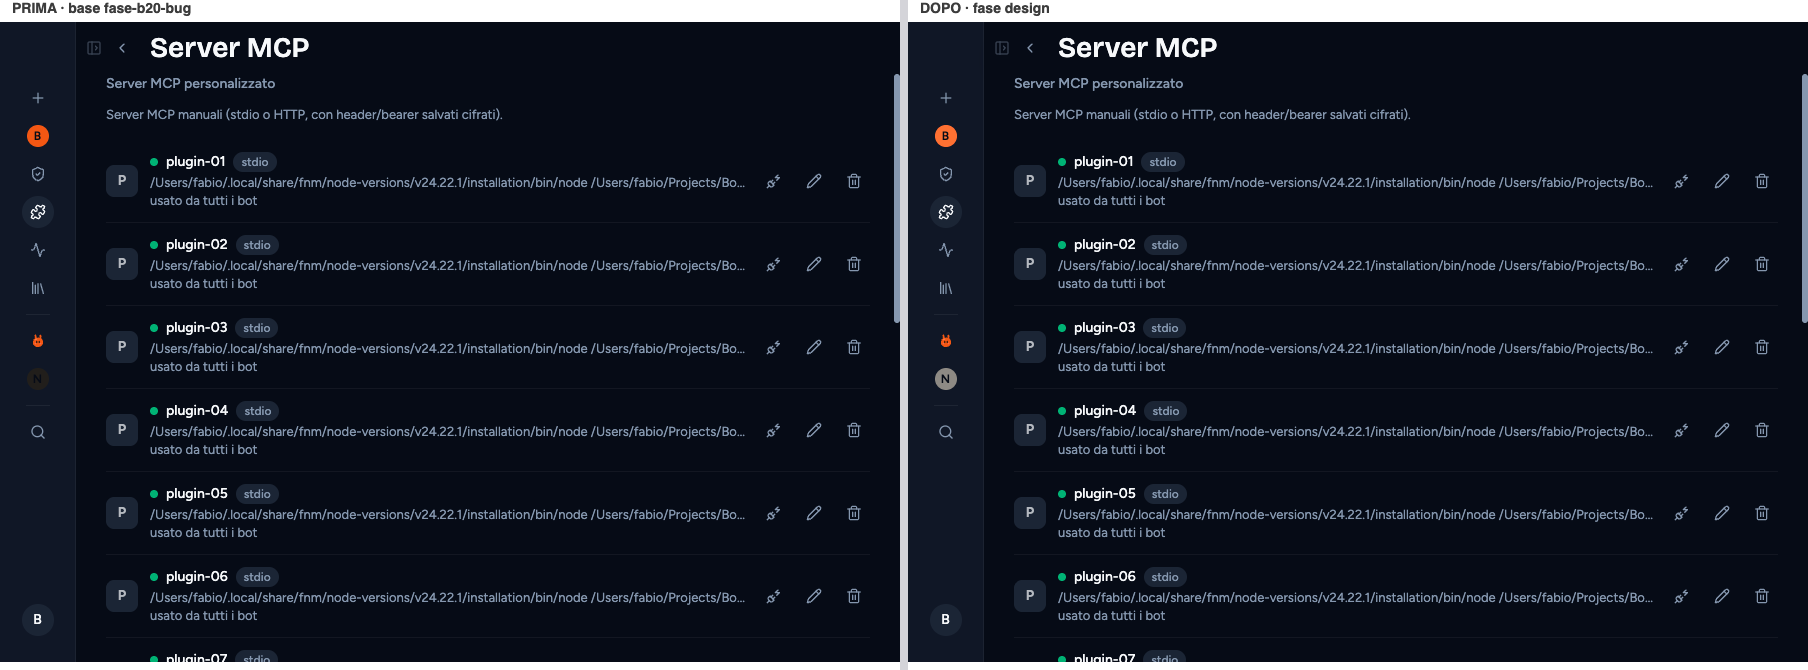 PRIMA · base fase-b20-bug
Server MCP
Server MCP personalizzato
Server MCP manuali (stdio o HTTP, con header/bearer salvati cifrati).
B
N
B
P
plugin-01 stdio
/Users/fabio/.local/share/fnm/node-versions/v24.22.1/installation/bin/node /Users/fabio/Projects/Bo...
usato da tutti i bot
P
plugin-02 stdio
/Users/fabio/.local/share/fnm/node-versions/v24.22.1/installation/bin/node /Users/fabio/Projects/Bo...
usato da tutti i bot
P
plugin-03 stdio
/Users/fabio/.local/share/fnm/node-versions/v24.22.1/installation/bin/node /Users/fabio/Projects/Bo...
usato da tutti i bot
P
plugin-04 stdio
/Users/fabio/.local/share/fnm/node-versions/v24.22.1/installation/bin/node /Users/fabio/Projects/Bo...
usato da tutti i bot
P
plugin-05 stdio
/Users/fabio/.local/share/fnm/node-versions/v24.22.1/installation/bin/node /Users/fabio/Projects/Bo...
usato da tutti i bot
P
plugin-06 stdio
/Users/fabio/.local/share/fnm/node-versions/v24.22.1/installation/bin/node /Users/fabio/Projects/Bo...
usato da tutti i bot
plugin-07 stdio
DOPO · fase design
Server MCP
Server MCP personalizzato
Server MCP manuali (stdio o HTTP, con header/bearer salvati cifrati).
B
N
B
P
plugin-01 stdio
/Users/fabio/.local/share/fnm/node-versions/v24.22.1/installation/bin/node /Users/fabio/Projects/Bo...
usato da tutti i bot
P
plugin-02 stdio
/Users/fabio/.local/share/fnm/node-versions/v24.22.1/installation/bin/node /Users/fabio/Projects/Bo...
usato da tutti i bot
P
plugin-03 stdio
/Users/fabio/.local/share/fnm/node-versions/v24.22.1/installation/bin/node /Users/fabio/Projects/Bo...
usato da tutti i bot
P
plugin-04 stdio
/Users/fabio/.local/share/fnm/node-versions/v24.22.1/installation/bin/node /Users/fabio/Projects/Bo...
usato da tutti i bot
P
plugin-05 stdio
/Users/fabio/.local/share/fnm/node-versions/v24.22.1/installation/bin/node /Users/fabio/Projects/Bo...
usato da tutti i bot
P
plugin-06 stdio
/Users/fabio/.local/share/fnm/node-versions/v24.22.1/installation/bin/node /Users/fabio/Projects/Bo...
usato da tutti i bot
plugin-07 stdio